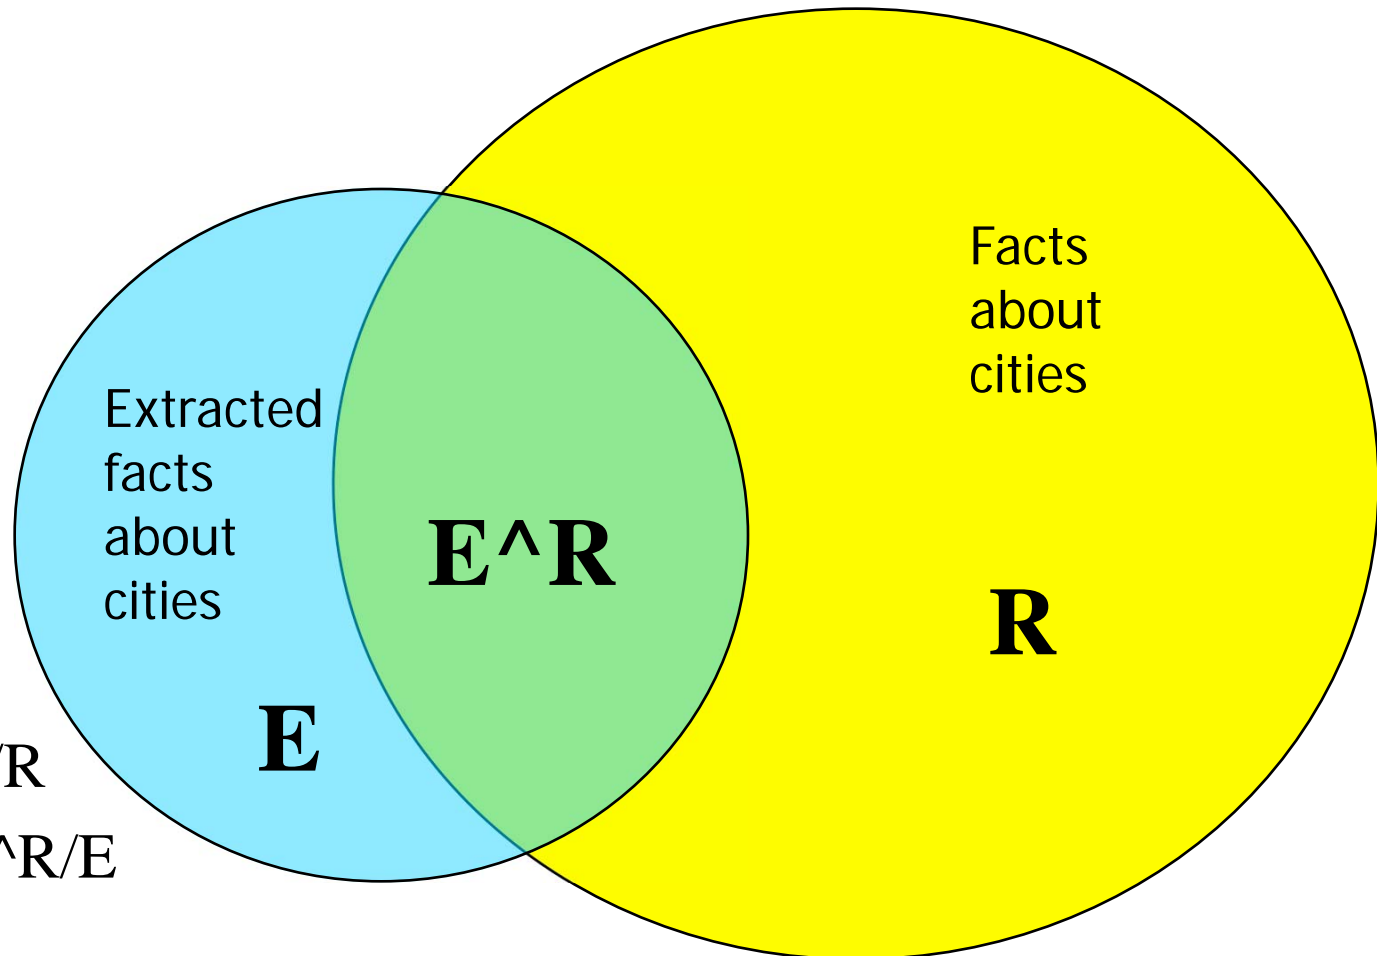 Facts
about
cities
Extracted
facts
about
cities
E^R
R
E
/R
^R/E